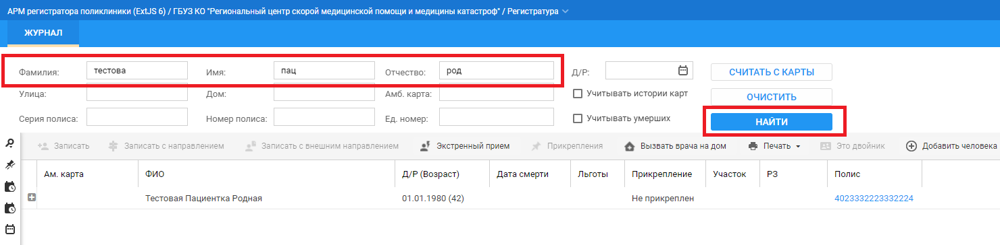 АРМ регистратора поликлиники (ExtJS 6) / ГБУЗ КО "Региональный центр скорой медицинской помощи и медицины катастроф" / Регистратура
ЖУРНАЛ
Фамилия: тестова Имя: пац Отчество: род Д/Р: СЧИТАТЬ С КАРТЫ
Улица: Дом: Амб. карта: Учитывать истории карт ОЧИСТИТЬ
Серия полиса: Номер полиса: Ед. номер: Учитывать умерших НАЙТИ
Записать Записать с направлением Записать с внешним направлением Экстренный прием Прикрепления Вызвать врача на дом Печать Это двойник Добавить человека
Ам. карта ФИО Д/Р (Возраст) Дата смерти Льготы Прикрепление Участок РЗ Полис
Тестовая Пациентка Родная 01.01.1980 (42) Не прикреплен 4023332223332224